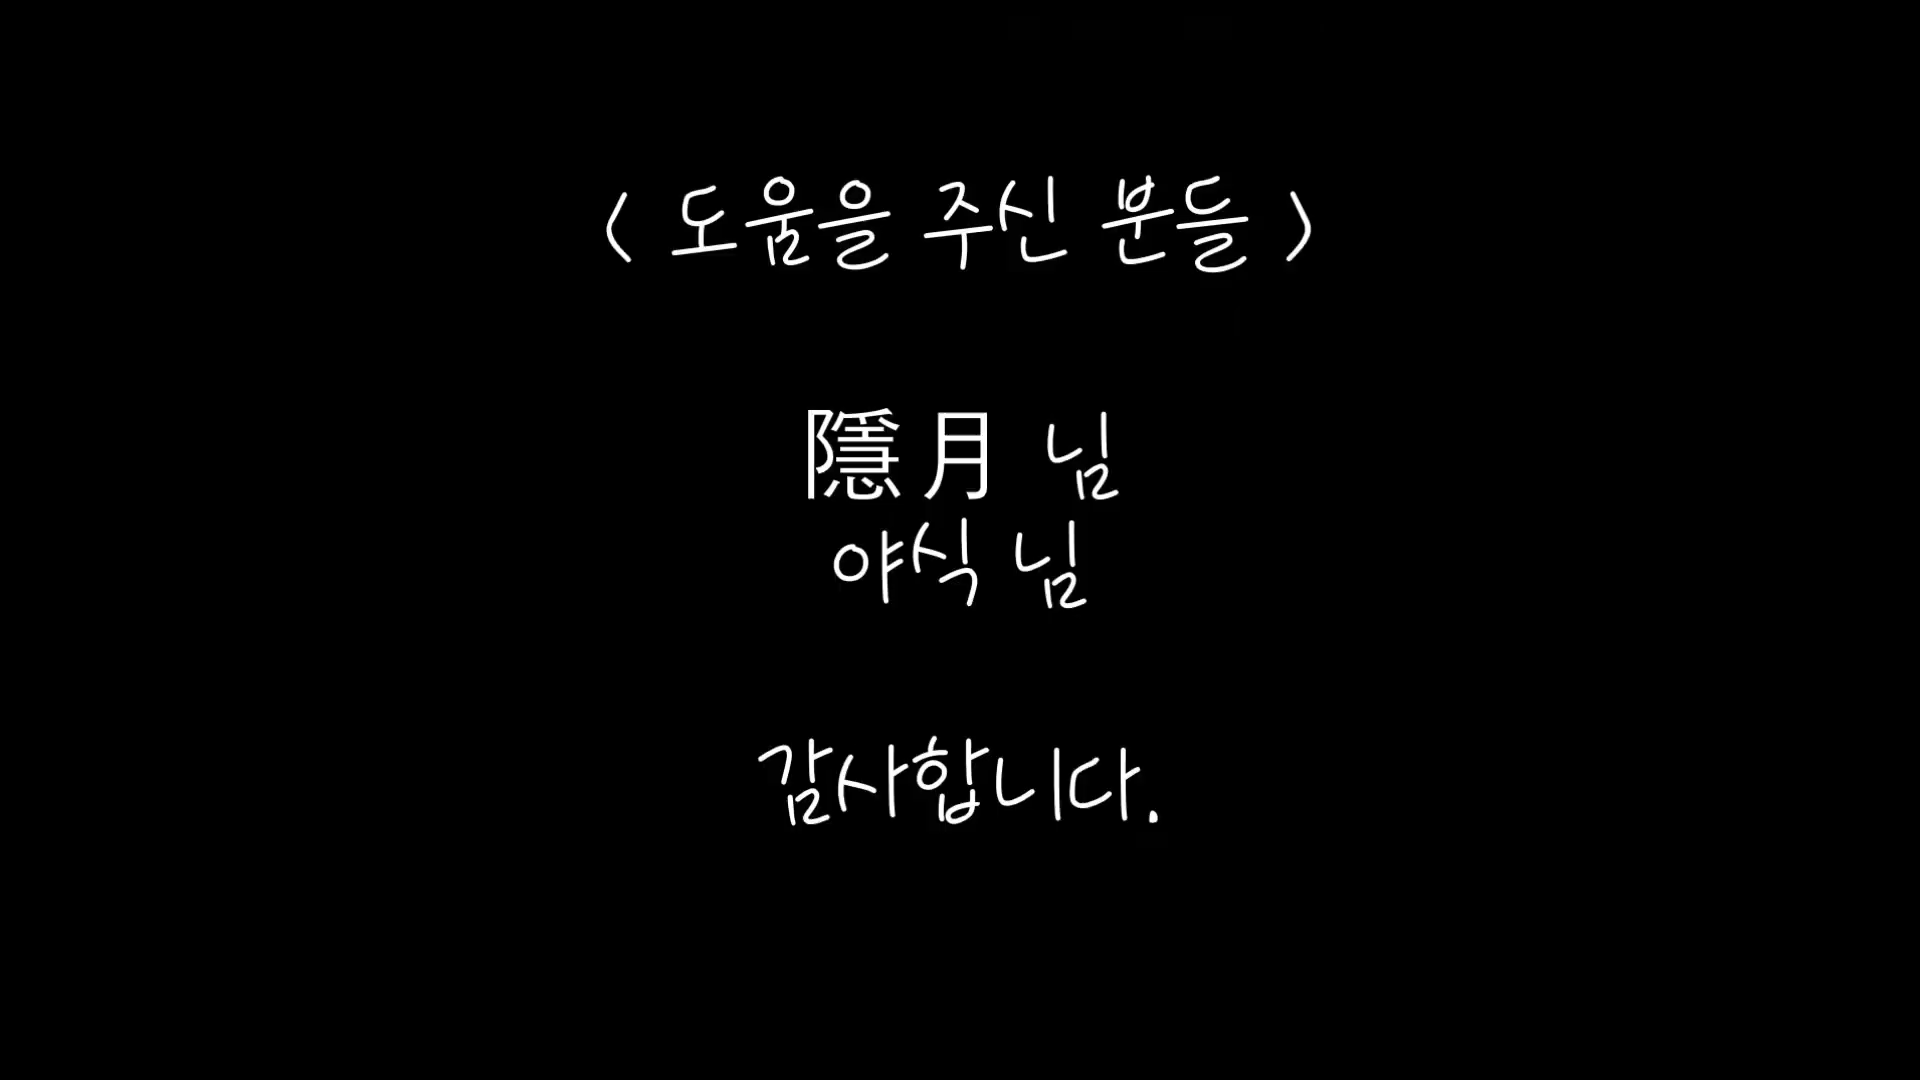 < 도움을 주신 분들 >
隱月 님
야식 님
감사합니다.